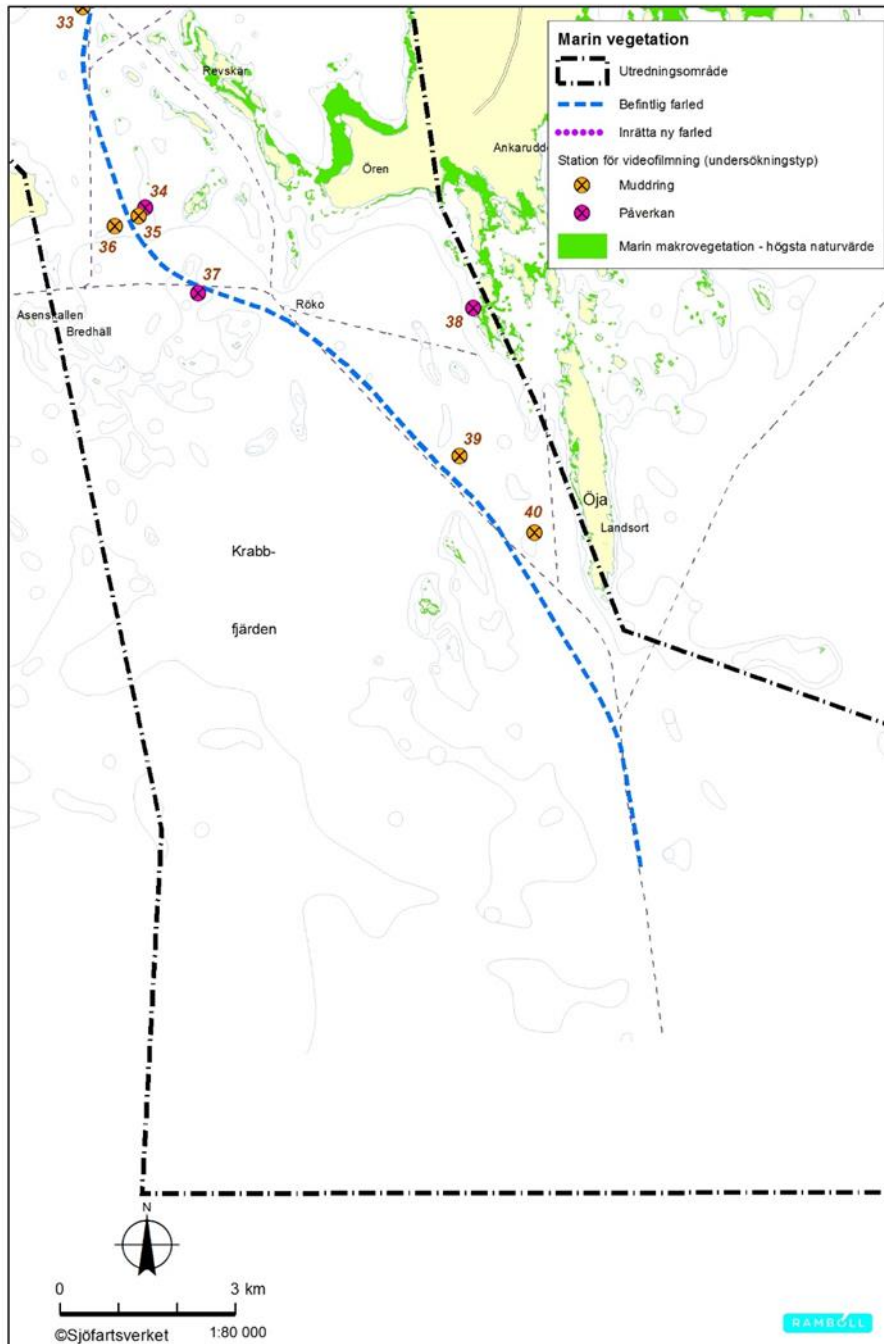 33
Revskär
Ören
Ankarudde
Marin vegetation
Utredningsområde
Befintlig farled
Inrätta ny farled
Station för videofilmning (undersökningstyp)
Muddring
Påverkan
Marin makrovegetation - högsta naturvärde
34
35
36
37
Asenskallen
Bredhäll
Röko
38
39
40
Öja
Landsort
Krabb-
fjärden
N
0 3 km
©Sjöfartsverket 1:80 000
RAMBOLL